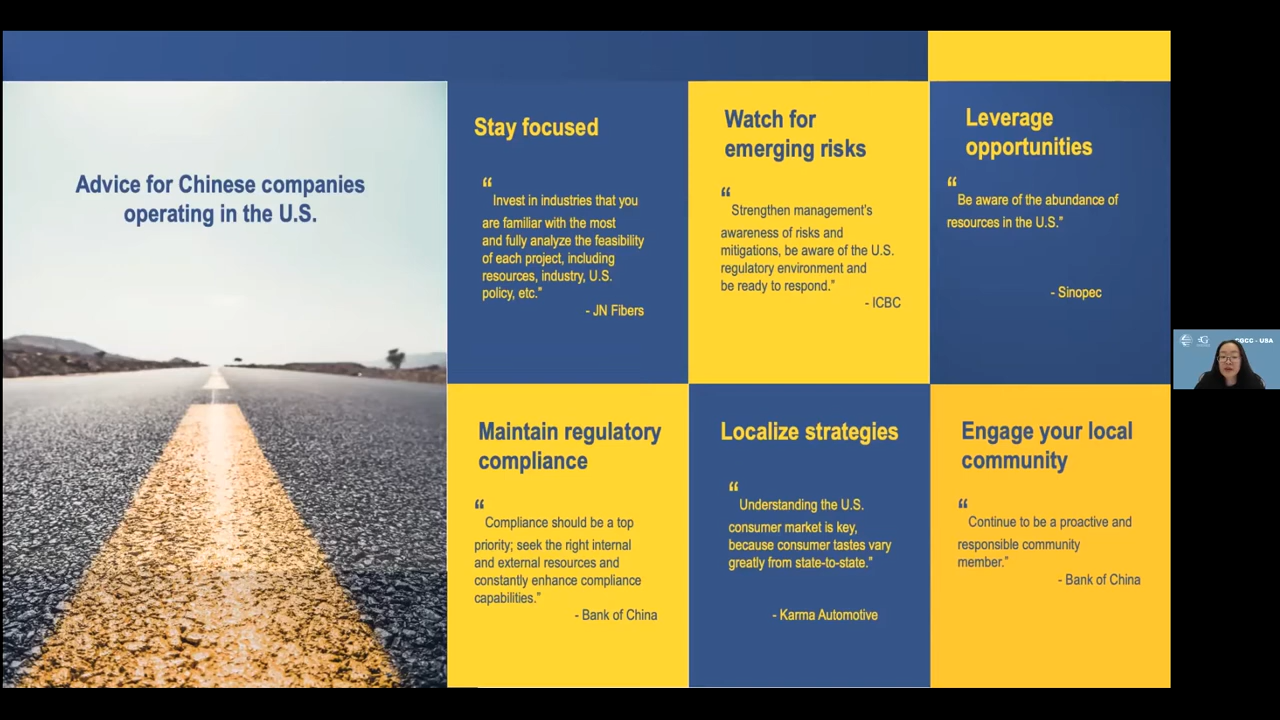 Advice for Chinese companies
operating in the U.S.
Stay focused
“
Invest in industries that you
are familiar with the most
and fully analyze the feasibility
of each project, including
resources, industry, U.S.
policy, etc.”
- JN Fibers
Watch for
emerging risks
“
Strengthen management’s
awareness of risks and
mitigations, be aware of the U.S.
regulatory environment and
be ready to respond.”
- ICBC
Leverage
opportunities
“
Be aware of the abundance of
resources in the U.S.”
- Sinopec
Maintain regulatory
compliance
“
Compliance should be a top
priority; seek the right internal
and external resources and
constantly enhance compliance
capabilities.”
- Bank of China
Localize strategies
“
Understanding the U.S.
consumer market is key,
because consumer tastes vary
greatly from state-to-state.”
- Karma Automotive
Engage your local
community
“
Continue to be a proactive and
responsible community
member.”
- Bank of China
- USA